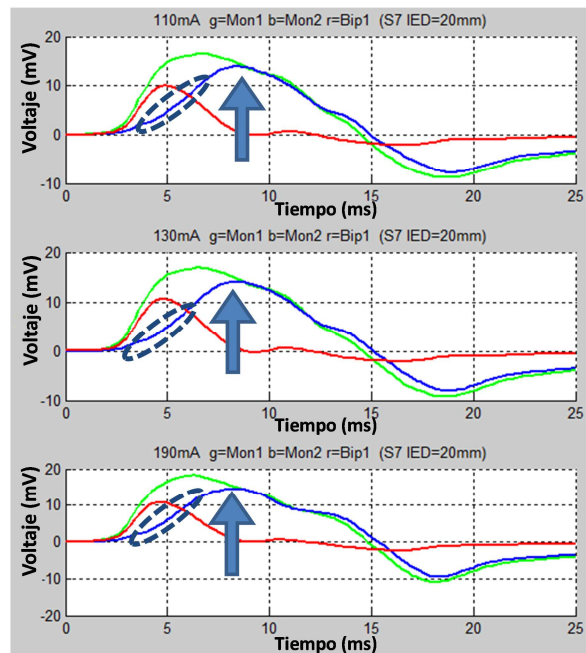 110mA g=Mon1 b=Mon2 r=Bip1 (S7 IED=20mm)
Voltaje (mV)
20
10
0
-10
0 5 10 15 20 25
Tiempo (ms)
130mA g=Mon1 b=Mon2 r=Bip1 (S7 IED=20mm)
Voltaje (mV)
20
10
0
-10
0 5 10 15 20 25
Tiempo (ms)
190mA g=Mon1 b=Mon2 r=Bip1 (S7 IED=20mm)
Voltaje (mV)
20
10
0
-10
-20
0 5 10 15 20 25
Tiempo (ms)